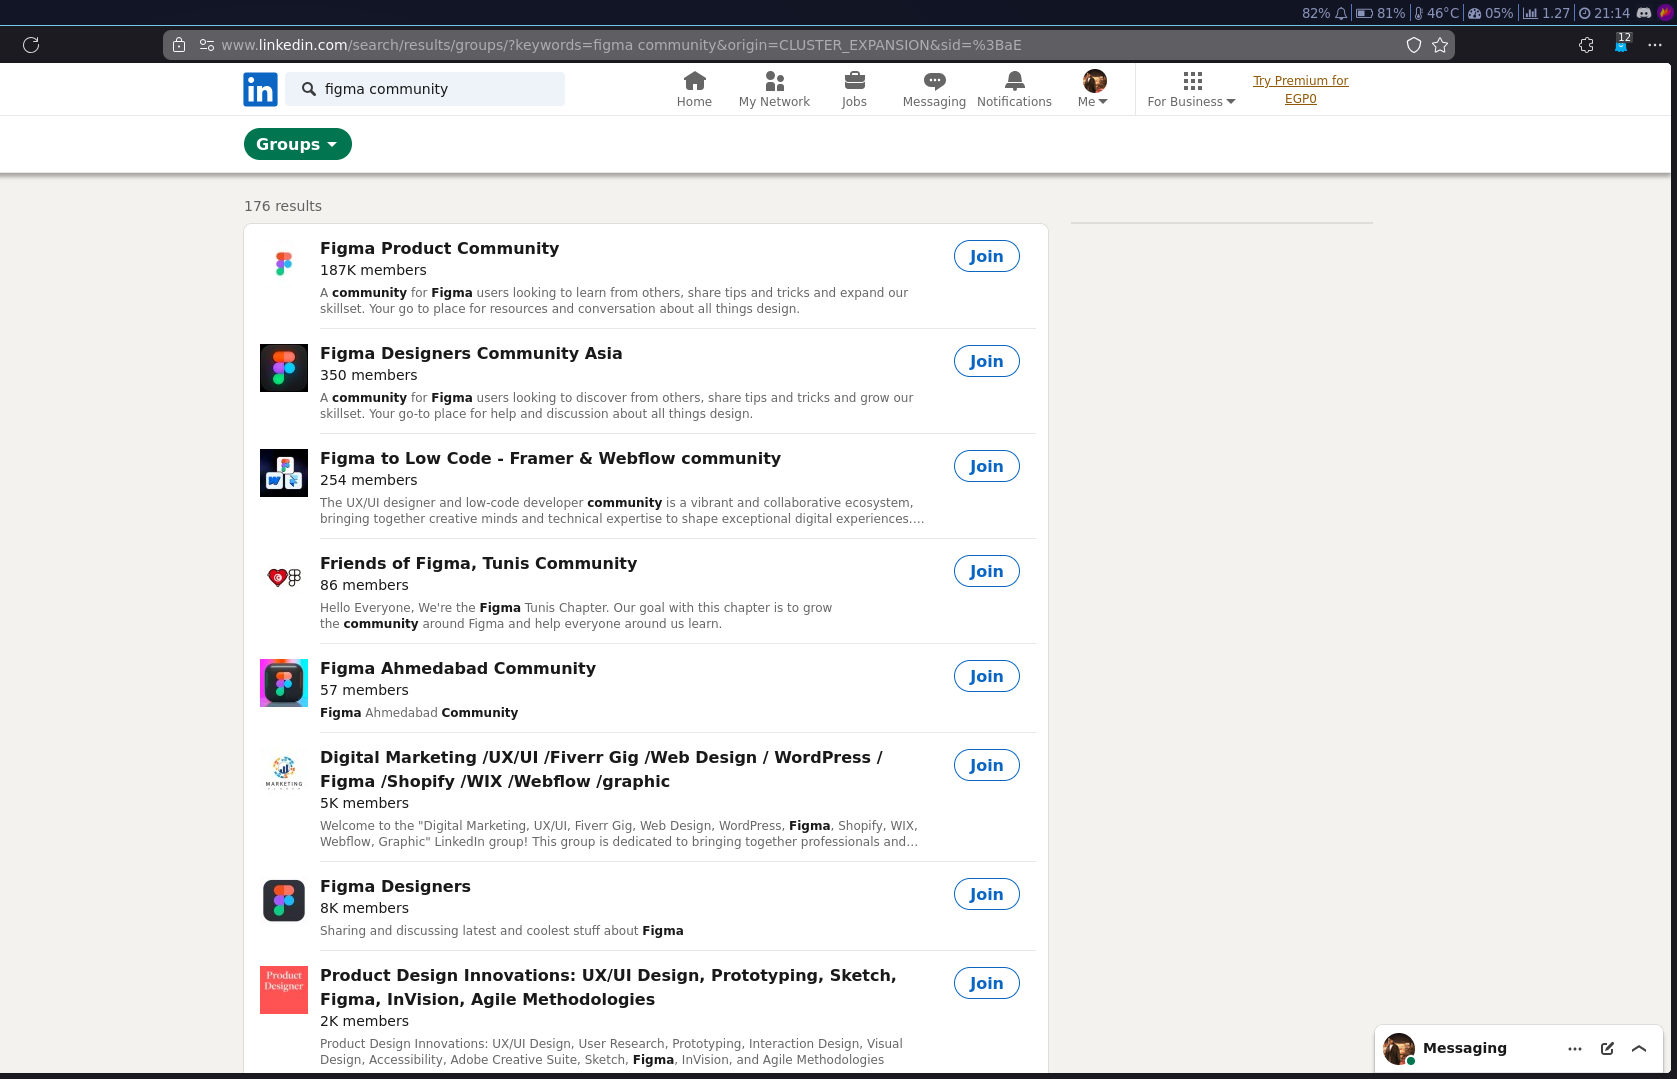 82% 81% 46°C 05% 1.27 21:14
www.linkedin.com/search/results/groups/?keywords=figma community&origin=CLUSTER_EXPANSION&sid=%3BaE
12
in
figma community
Home
My Network
Jobs
Messaging
Notifications
Me
For Business
Try Premium for
EGP0
Groups
176 results
Figma Product Community
187K members
A community for Figma users looking to learn from others, share tips and tricks and expand our
skillset. Your go to place for resources and conversation about all things design.
Join
Figma Designers Community Asia
350 members
A community for Figma users looking to discover from others, share tips and tricks and grow our
skillset. Your go-to place for help and discussion about all things design.
Join
Figma to Low Code - Framer & Webflow community
254 members
The UX/UI designer and low-code developer community is a vibrant and collaborative ecosystem,
bringing together creative minds and technical expertise to shape exceptional digital experiences....
Join
Friends of Figma, Tunis Community
86 members
Hello Everyone, We're the Figma Tunis Chapter. Our goal with this chapter is to grow
the community around Figma and help everyone around us learn.
Join
Figma Ahmedabad Community
57 members
Figma Ahmedabad Community
Join
MARKETING
Digital Marketing /UX/UI /Fiverr Gig /Web Design / WordPress /
Figma /Shopify /WIX /Webflow /graphic
5K members
Welcome to the "Digital Marketing, UX/UI, Fiverr Gig, Web Design, WordPress, Figma, Shopify, WIX,
Webflow, Graphic" LinkedIn group! This group is dedicated to bringing together professionals and...
Join
Figma Designers
8K members
Sharing and discussing latest and coolest stuff about Figma
Join
Product
Designer
Product Design Innovations: UX/UI Design, Prototyping, Sketch,
Figma, InVision, Agile Methodologies
2K members
Product Design Innovations: UX/UI Design, User Research, Prototyping, Interaction Design, Visual
Design, Accessibility, Adobe Creative Suite, Sketch, Figma, InVision, and Agile Methodologies
Join
Messaging